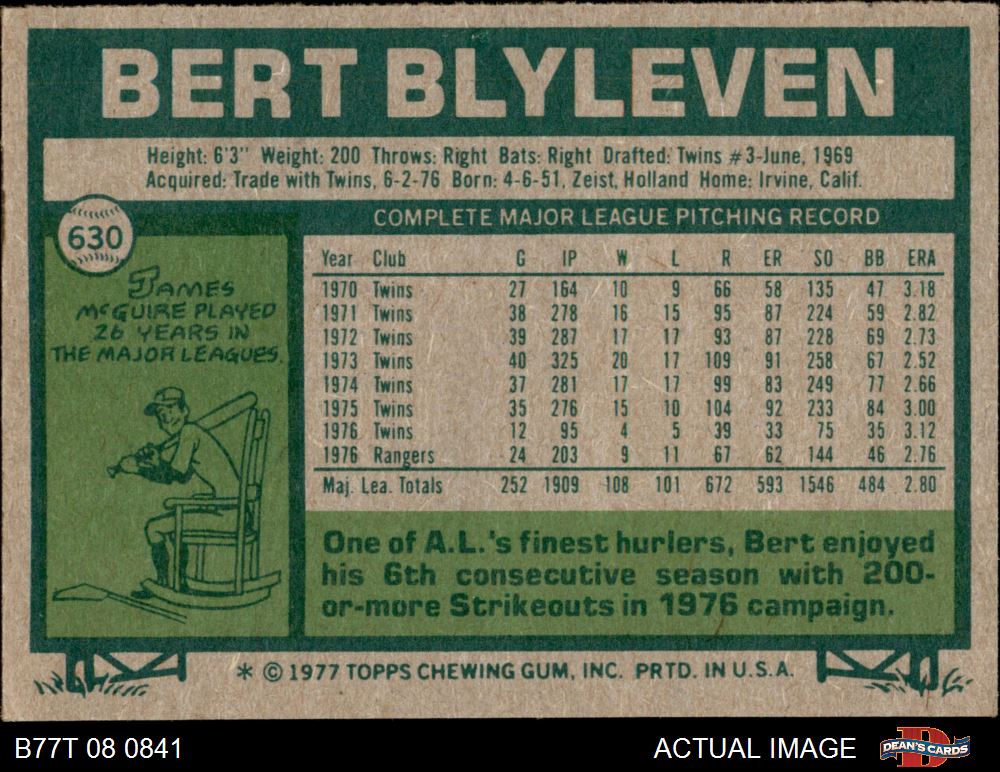 BERT BLYLEVEN
Height: 6'3" Weight: 200 Throws: Right Bats: Right Drafted: Twins #3-June, 1969
Acquired: Trade with Twins, 6-2-76 Born: 4-6-51, Zeist, Holland Home: Irvine, Calif.
630
JAMES
McGUIRE PLAYED
26 YEARS IN
THE MAJOR LEAGUES.
COMPLETE MAJOR LEAGUE PITCHING RECORD
Year Club G IP W L R ER SO BB ERA
1970 Twins 27 164 10 9 66 58 135 47 3.18
1971 Twins 38 278 16 15 95 87 224 59 2.82
1972 Twins 39 287 17 17 93 87 228 69 2.73
1973 Twins 40 325 20 17 109 91 258 67 2.52
1974 Twins 37 281 17 17 99 83 249 77 2.66
1975 Twins 35 276 15 10 104 92 233 84 3.00
1976 Twins 12 95 4 5 39 33 75 35 3.12
1976 Rangers 24 203 9 11 67 62 144 46 2.76
Maj. Lea. Totals 252 1909 108 101 672 593 1546 484 2.80
One of A.L.'s finest hurlers, Bert enjoyed
his 6th consecutive season with 200-
or-more Strikeouts in 1976 campaign.
* © 1977 TOPPS CHEWING GUM, INC. PRTD. IN U.S.A.
B77T 08 0841 ACTUAL IMAGE DEAN'S CARDS